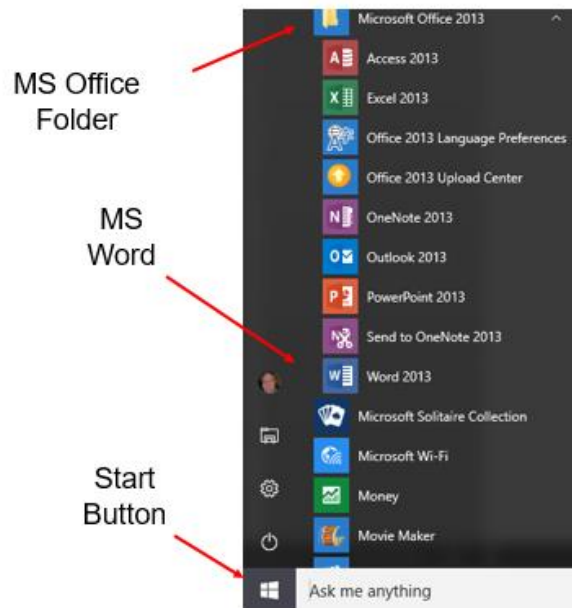 MS Office
Folder
MS
Word
Start
Button
Microsoft Office 2013
Access 2013
Excel 2013
Office 2013 Language Preferences
Office 2013 Upload Center
OneNote 2013
Outlook 2013
PowerPoint 2013
Send to OneNote 2013
Word 2013
Microsoft Solitaire Collection
Microsoft Wi-Fi
Money
Movie Maker
Ask me anything